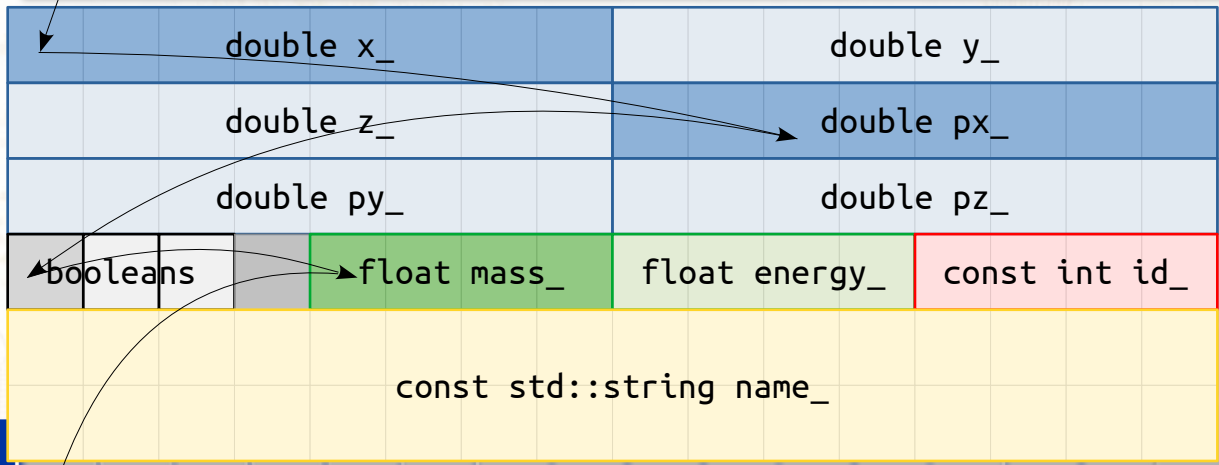 double x_ double y_
double z_ double px_
double py_ double pz_
booleans float mass_ float energy_ const int id_
const std::string name_